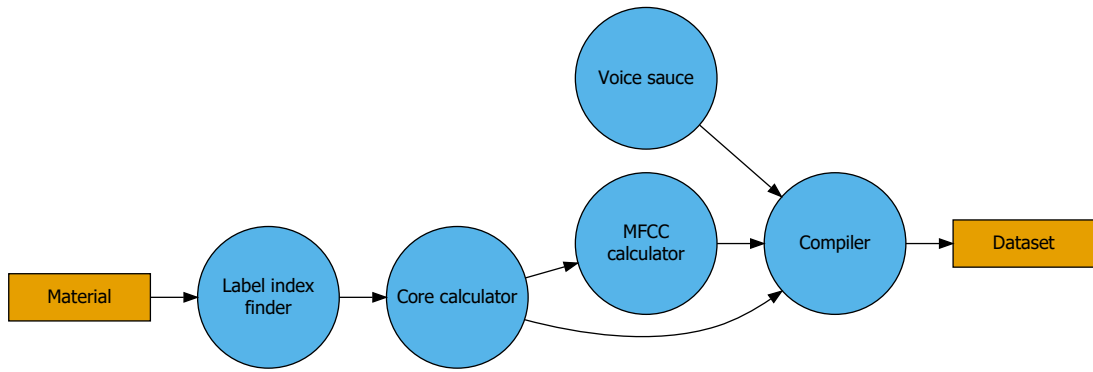 Voice sauce
MFCC
calculator
Compiler
Dataset
Material
Label index
finder
Core calculator